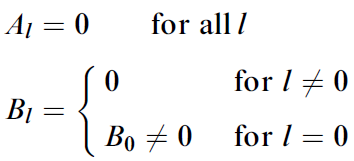 A_l = 0 for all l
B_l = { 0 for l ≠ 0
B_0 ≠ 0 for l = 0